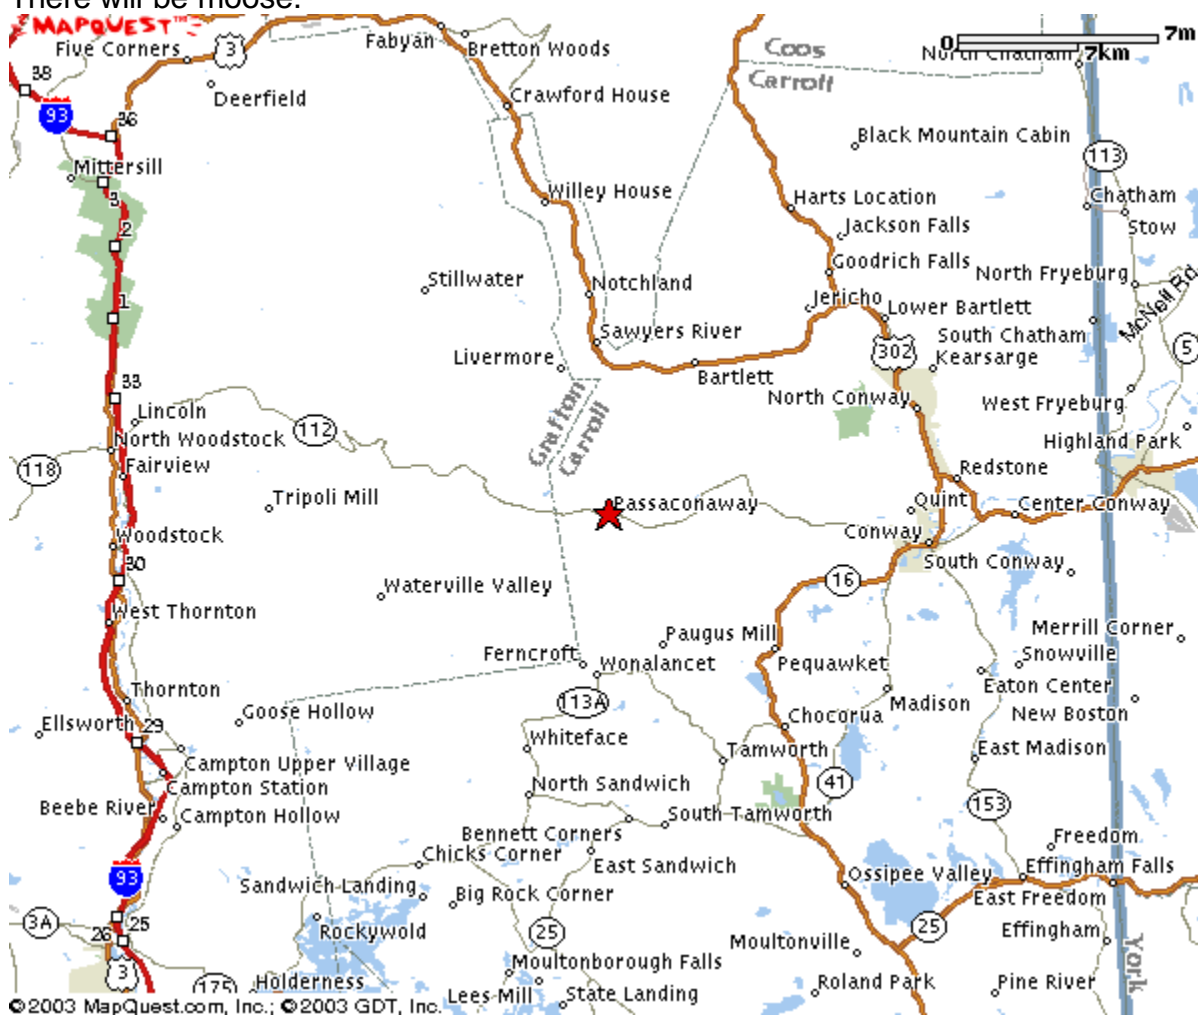 There will be moose.
MAPQUEST™
Five Corners
3
Fabyan
Bretton Woods
Coos
Carroll
0
7m
7km
North Chatham
38
93
Deerfield
Crawford House
36
Black Mountain Cabin
113
Mittersill
3
Willey House
Harts Location
Chatham
2
Jackson Falls
Stow
Goodrich Falls
North Fryeburg
Stillwater
Notchland
Jericho
Lower Bartlett
McNeil Rd
1
Sawyers River
South Chatham
302
Kearsarge
5
Livermore
Bartlett
33
North Conway
West Fryeburg
Lincoln
112
Grafton
Carroll
Highland Park
North Woodstock
118
Fairview
Redstone
Tripoli Mill
Passaconaway
Quint
Center Conway
Woodstock
Conway
30
South Conway
16
Waterville Valley
West Thornton
Paugus Mill
Merrill Corner
Ferncroft
Wonalancet
Pequawket
Snowville
Thornton
113A
Madison
Eaton Center
Ellsworth
29
Goose Hollow
Chocorua
New Boston
Whiteface
Tamworth
East Madison
Campton Upper Village
Campton Station
North Sandwich
41
Beebe River
Campton Hollow
South Tamworth
153
Bennett Corners
Freedom
Chicks Corner
East Sandwich
Effingham Falls
93
Sandwich Landing
Big Rock Corner
Ossipee Valley
East Freedom
3A
25
26
Rockywold
25
25
Effingham
Moultonville
York
3
Moultonborough Falls
175
Holderness
Lees Mill
State Landing
Roland Park
Pine River
©2003 MapQuest.com, Inc.; ©2003 GDT, Inc.